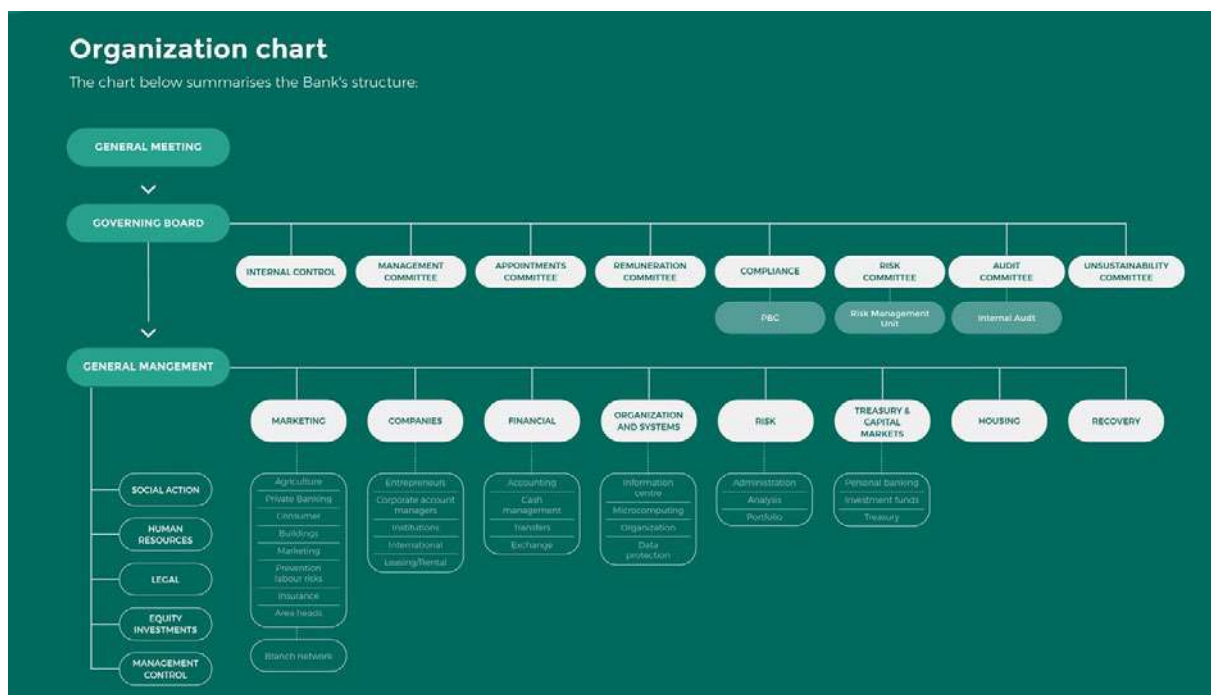 Organization chart
The chart below summarises the Bank's structure:
GENERAL MEETING
GOVERNING BOARD
INTERNAL CONTROL
MANAGEMENT
COMMITTEE
APPOINTMENTS
COMMITTEE
REMUNERATION
COMMITTEE
COMPLIANCE
RISK
COMMITTEE
AUDIT
COMMITTEE
UNSUSTAINABILITY
COMMITTEE
PBC
Risk Management
Unit
Internal Audit
GENERAL MANGEMENT
MARKETING
COMPANIES
FINANCIAL
ORGANIZATION
AND SYSTEMS
RISK
TREASURY &
CAPITAL
MARKETS
HOUSING
RECOVERY
Agriculture
Private Banking
Consumer
Buildings
Marketing
Prevention
labour risks
Insurance
Area heads
Branch network
Entrepreneurs
Corporate account
managers
Institutions
International
Leasing/Rental
Accounting
Cash
management
Transfers
Exchange
Information
centre
Microcomputing
Organization
Data
protection
Administration
Analysis
Portfolio
Personal banking
Investment funds
Treasury
SOCIAL ACTION
HUMAN
RESOURCES
LEGAL
EQUITY
INVESTMENTS
MANAGEMENT
CONTROL